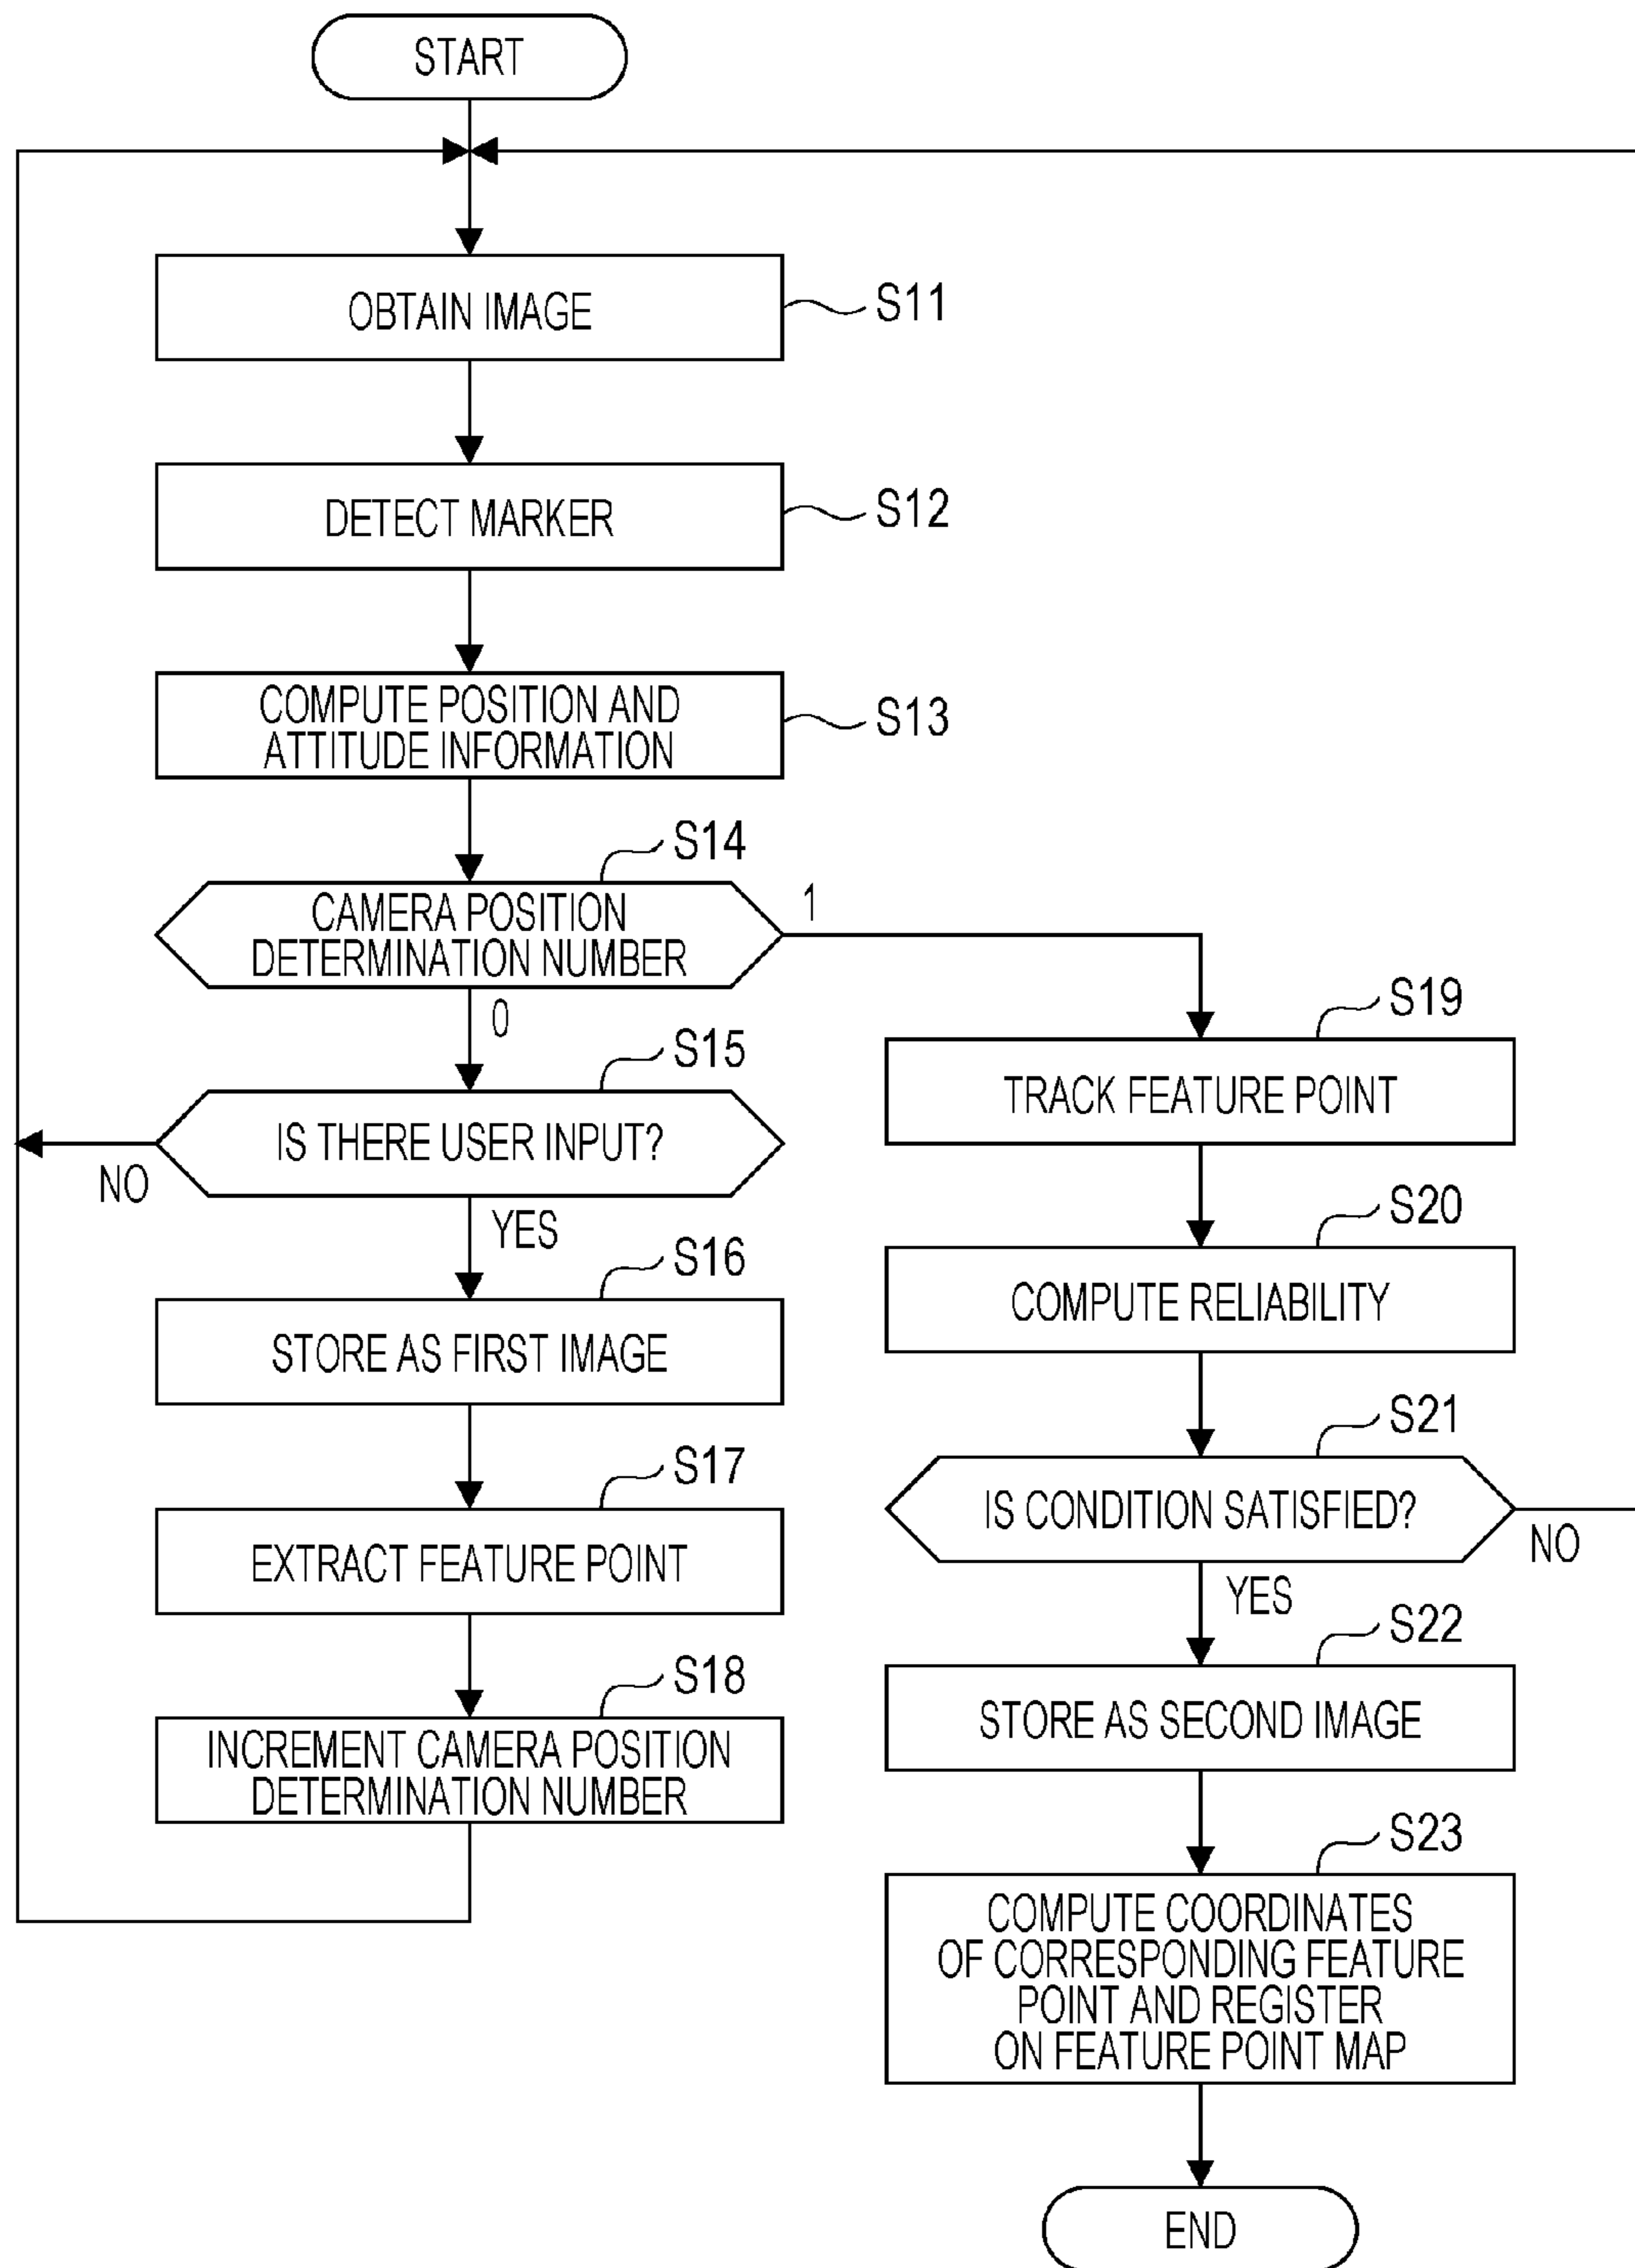 START
OBTAIN IMAGE
S11
DETECT MARKER
S12
COMPUTE POSITION AND
ATTITUDE INFORMATION
S13
S14
CAMERA POSITION
DETERMINATION NUMBER
1
0
S15
IS THERE USER INPUT?
NO
YES
S16
STORE AS FIRST IMAGE
S17
EXTRACT FEATURE POINT
S18
INCREMENT CAMERA POSITION
DETERMINATION NUMBER
S19
TRACK FEATURE POINT
S20
COMPUTE RELIABILITY
S21
IS CONDITION SATISFIED?
NO
YES
S22
STORE AS SECOND IMAGE
S23
COMPUTE COORDINATES
OF CORRESPONDING FEATURE
POINT AND REGISTER
ON FEATURE POINT MAP
END